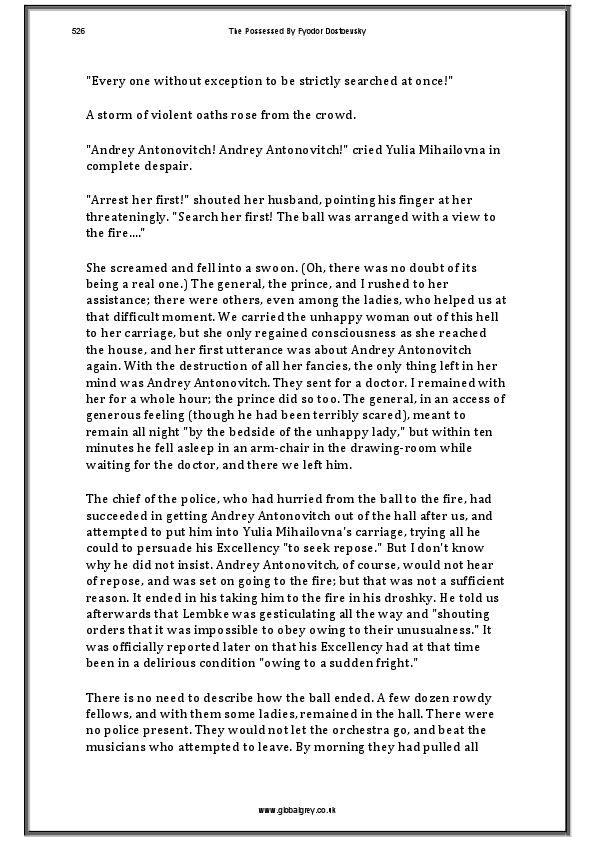 526 The Possessed By Fyodor Dostoevsky
"Every one without exception to be strictly searched at once!"
A storm of violent oaths rose from the crowd.
"Andrey Antonovitch! Andrey Antonovitch!" cried Yulia Mihailovna in
complete despair.
"Arrest her first!" shouted her husband, pointing his finger at her
threateningly. "Search her first! The ball was arranged with a view to
the fire...."
She screamed and fell into a swoon. (Oh, there was no doubt of its
being a real one.) The general, the prince, and I rushed to her
assistance; there were others, even among the ladies, who helped us at
that difficult moment. We carried the unhappy woman out of this hell
to her carriage, but she only regained consciousness as she reached
the house, and her first utterance was about Andrey Antonovitch
again. With the destruction of all her fancies, the only thing left in her
mind was Andrey Antonovitch. They sent for a doctor. I remained with
her for a whole hour; the prince did so too. The general, in an access of
generous feeling (though he had been terribly scared), meant to
remain all night "by the bedside of the unhappy lady," but within ten
minutes he fell asleep in an arm-chair in the drawing-room while
waiting for the doctor, and there we left him.
The chief of the police, who had hurried from the ball to the fire, had
succeeded in getting Andrey Antonovitch out of the hall after us, and
attempted to put him into Yulia Mihailovna's carriage, trying all he
could to persuade his Excellency "to seek repose." But I don't know
why he did not insist. Andrey Antonovitch, of course, would not hear
of repose, and was set on going to the fire; but that was not a sufficient
reason. It ended in his taking him to the fire in his droshky. He told us
afterwards that Lembke was gesticulating all the way and "shouting
orders that it was impossible to obey owing to their unusualness." It
was officially reported later on that his Excellency had at that time
been in a delirious condition "owing to a sudden fright."
There is no need to describe how the ball ended. A few dozen rowdy
fellows, and with them some ladies, remained in the hall. There were
no police present. They would not let the orchestra go, and beat the
musicians who attempted to leave. By morning they had pulled all
www.globalgrey.co.uk